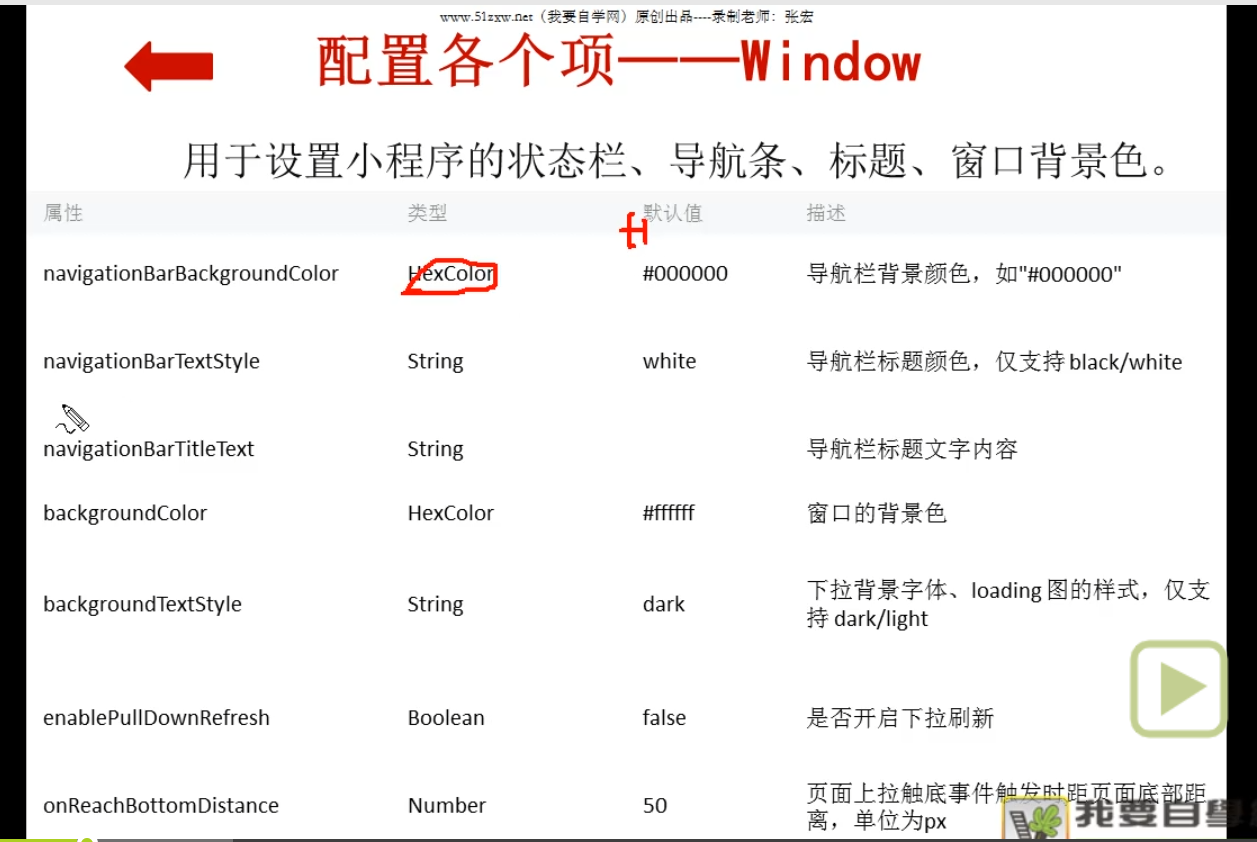 www.51zxw.net（我要自学网）原创出品----录制老师：张宏
配置各个项——Window
用于设置小程序的状态栏、导航条、标题、窗口背景色。
属性 类型 默认值 描述
navigationBarBackgroundColor HexColor #000000 导航栏背景颜色，如"#000000"
navigationBarTextStyle String white 导航栏标题颜色，仅支持 black/white
navigationBarTitleText String 导航栏标题文字内容
backgroundColor HexColor #ffffff 窗口的背景色
backgroundTextStyle String dark 下拉背景字体、loading 图的样式，仅支
持 dark/light
enablePullDownRefresh Boolean false 是否开启下拉刷新
onReachBottomDistance Number 50 页面上拉触底事件触发时距页面底部距
离，单位为px
我要自學